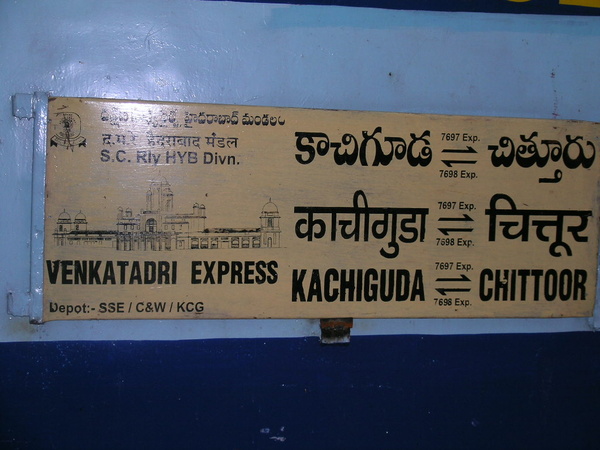 హైదరాబాద్ మండలం
द.म.रे. हैदराबाद मंडल
S.C. Rly HYB Divn.
VENKATADRI EXPRESS
Depot:- SSE / C&W / KCG
కాచిగూడ 7697 Exp. 7698 Exp. చిత్తూరు
काचीगुडा 7697 Exp. 7698 Exp. चित्तूर
KACHIGUDA 7697 Exp. 7698 Exp. CHITTOOR